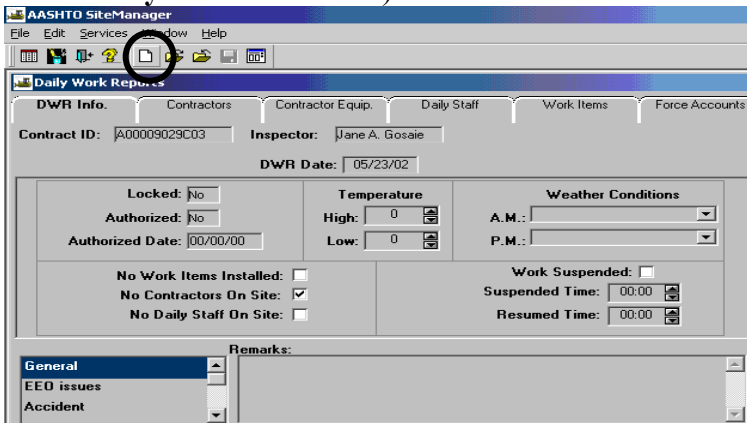 AASHTO SiteManager
File Edit Services Window Help
Daily Work Reports
DWR Info. Contractors Contractor Equip. Daily Staff Work Items Force Accounts
Contract ID: A00009029C03 Inspector: Jane A. Gosaie
DWR Date: 05/23/02
Locked: No Temperature Weather Conditions
Authorized: No High: 0 A.M.:
Authorized Date: 00/00/00 Low: 0 P.M.:
No Work Items Installed: Work Suspended:
No Contractors On Site: Suspended Time: 00:00
No Daily Staff On Site: Resumed Time: 00:00
Remarks:
General
EEO issues
Accident